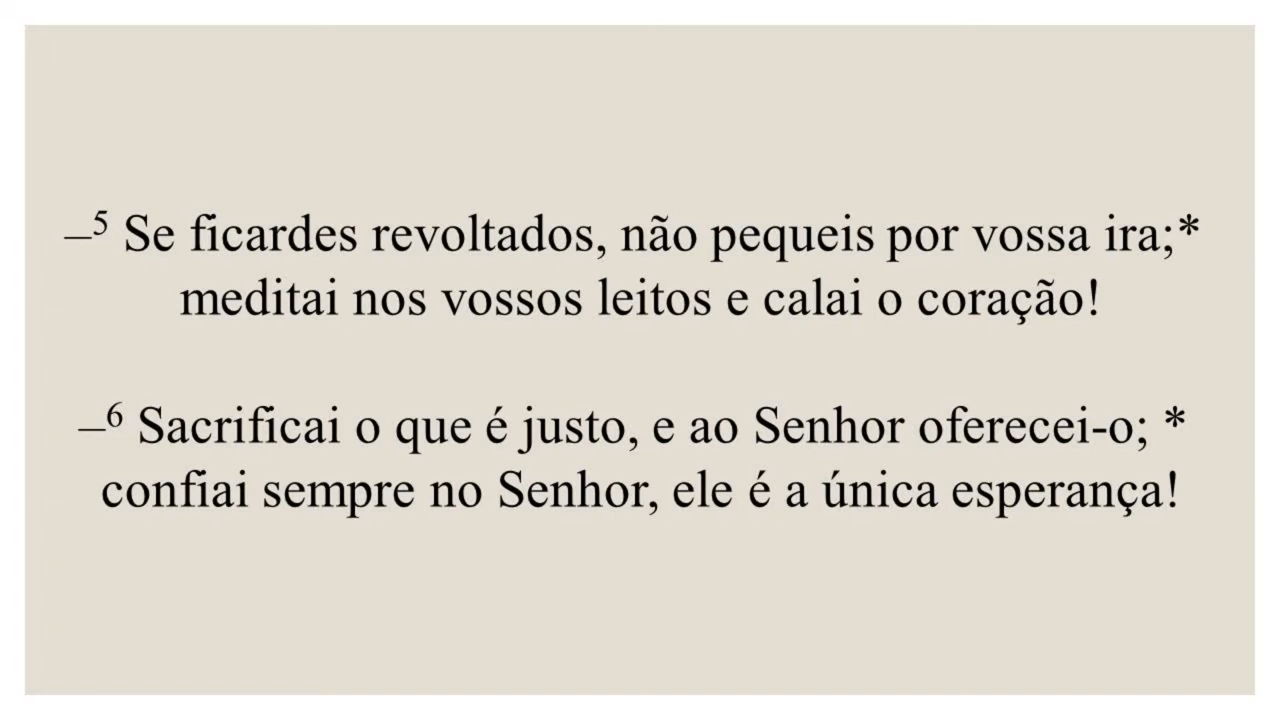 –⁵ Se ficardes revoltados, não pequeis por vossa ira;*
meditai nos vossos leitos e calai o coração!
–⁶ Sacrificai o que é justo, e ao Senhor oferecei-o; *
confiai sempre no Senhor, ele é a única esperança!